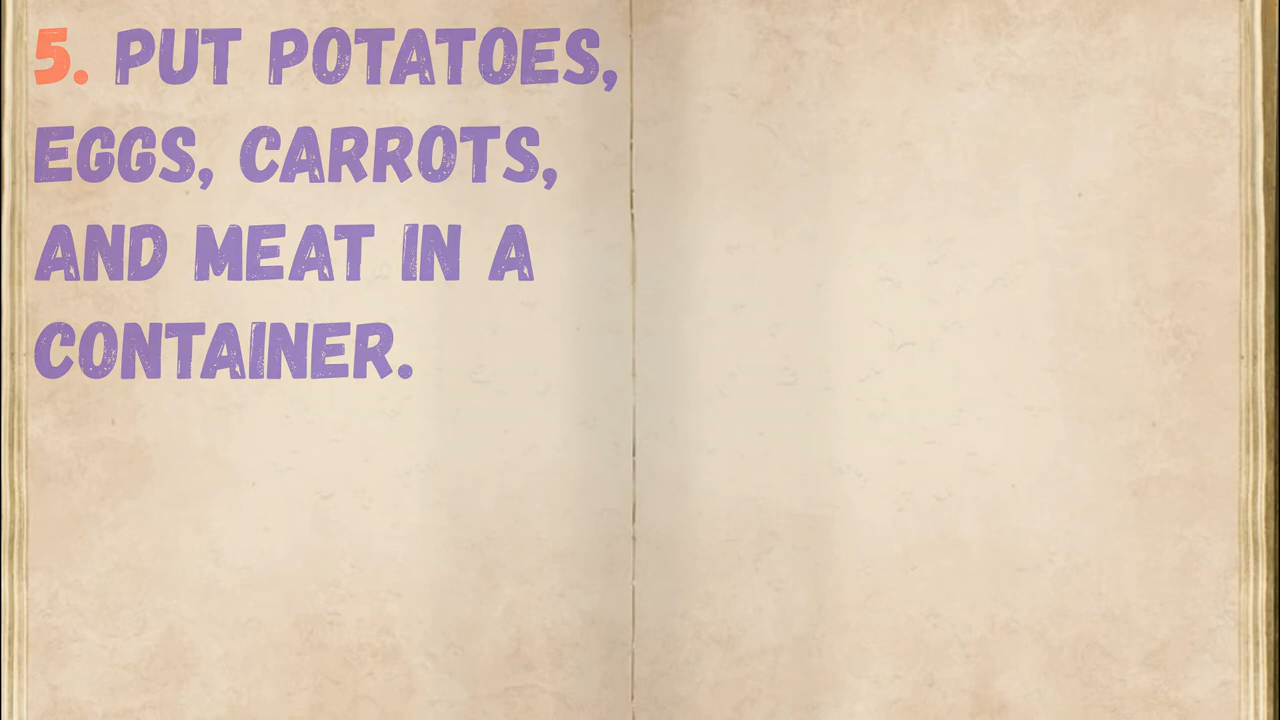 5. PUT POTATOES,
EGGS, CARROTS,
AND MEAT IN A
CONTAINER.